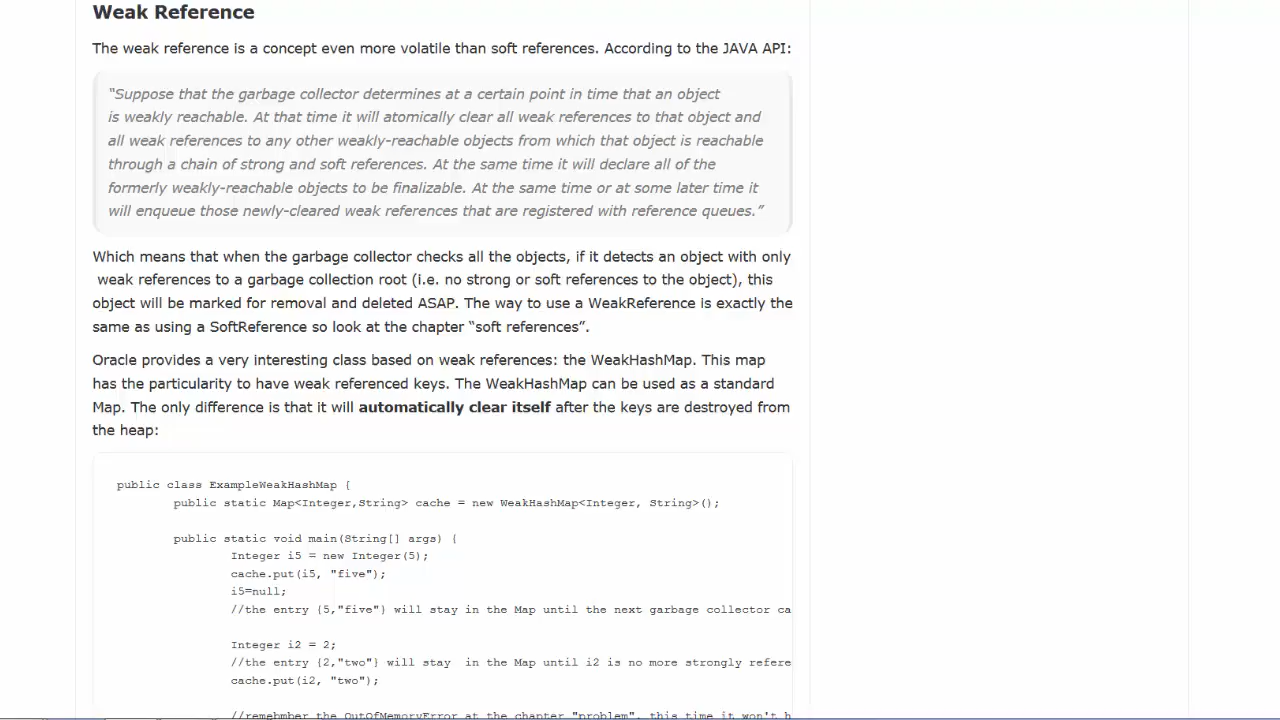 Weak Reference
The weak reference is a concept even more volatile than soft references. According to the JAVA API:
“Suppose that the garbage collector determines at a certain point in time that an object
is weakly reachable. At that time it will atomically clear all weak references to that object and
all weak references to any other weakly-reachable objects from which that object is reachable
through a chain of strong and soft references. At the same time it will declare all of the
formerly weakly-reachable objects to be finalizable. At the same time or at some later time it
will enqueue those newly-cleared weak references that are registered with reference queues.”
Which means that when the garbage collector checks all the objects, if it detects an object with only
weak references to a garbage collection root (i.e. no strong or soft references to the object), this
object will be marked for removal and deleted ASAP. The way to use a WeakReference is exactly the
same as using a SoftReference so look at the chapter “soft references”.
Oracle provides a very interesting class based on weak references: the WeakHashMap. This map
has the particularity to have weak referenced keys. The WeakHashMap can be used as a standard
Map. The only difference is that it will automatically clear itself after the keys are destroyed from
the heap:
public class ExampleWeakHashMap {
public static Map<Integer,String> cache = new WeakHashMap<Integer, String>();
public static void main(String[] args) {
Integer i5 = new Integer(5);
cache.put(i5, "five");
i5=null;
//the entry {5,"five"} will stay in the Map until the next garbage collector ca
Integer i2 = 2;
//the entry {2,"two"} will stay  in the Map until i2 is no more strongly refere
cache.put(i2, "two");
//remebmber the OutOfMemoryError at the chapter "problem", this time it won't h